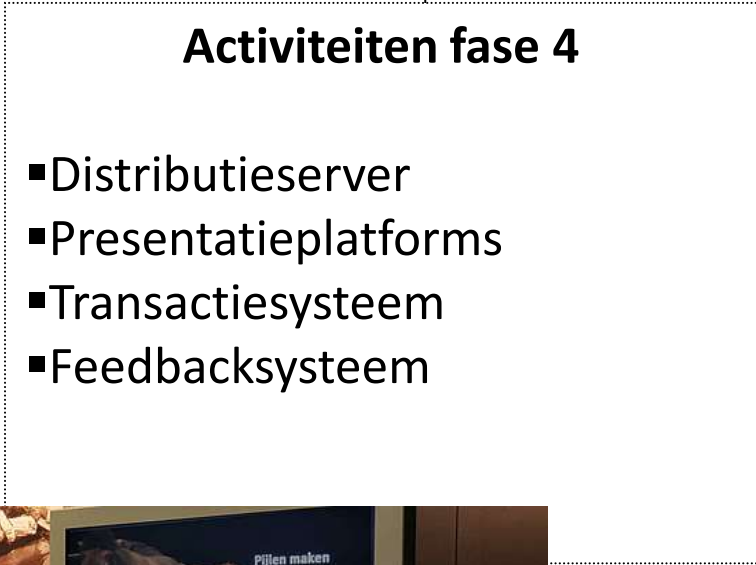 Activiteiten fase 4
▪Distributieserver
▪Presentatieplatforms
▪Transactiesysteem
▪Feedbacksysteem
Pijlen maken